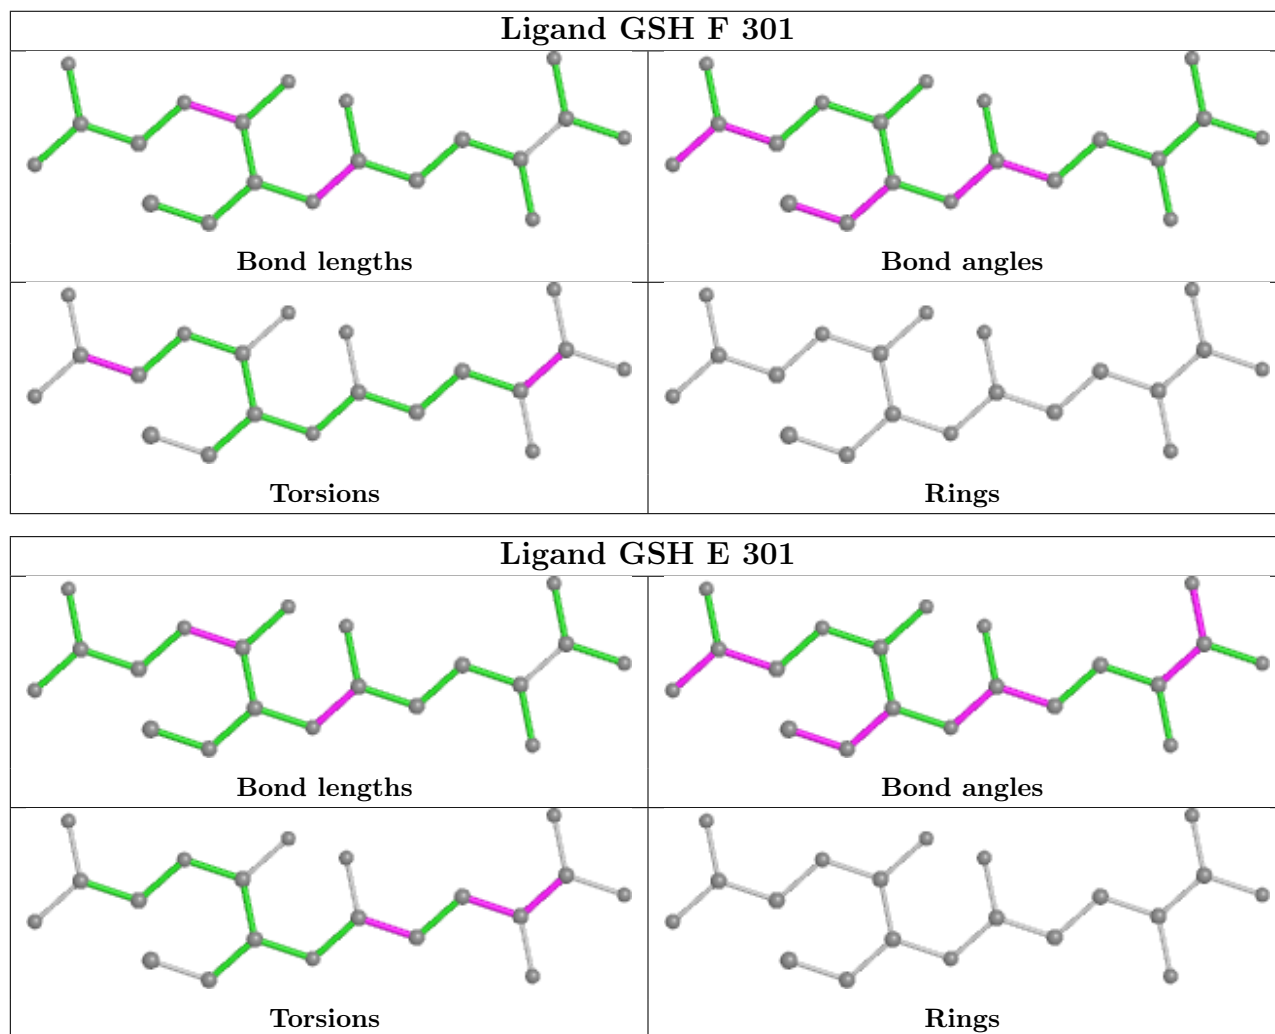 Ligand GSH F 301
Bond lengths
Bond angles
Torsions
Rings
Ligand GSH E 301
Bond lengths
Bond angles
Torsions
Rings